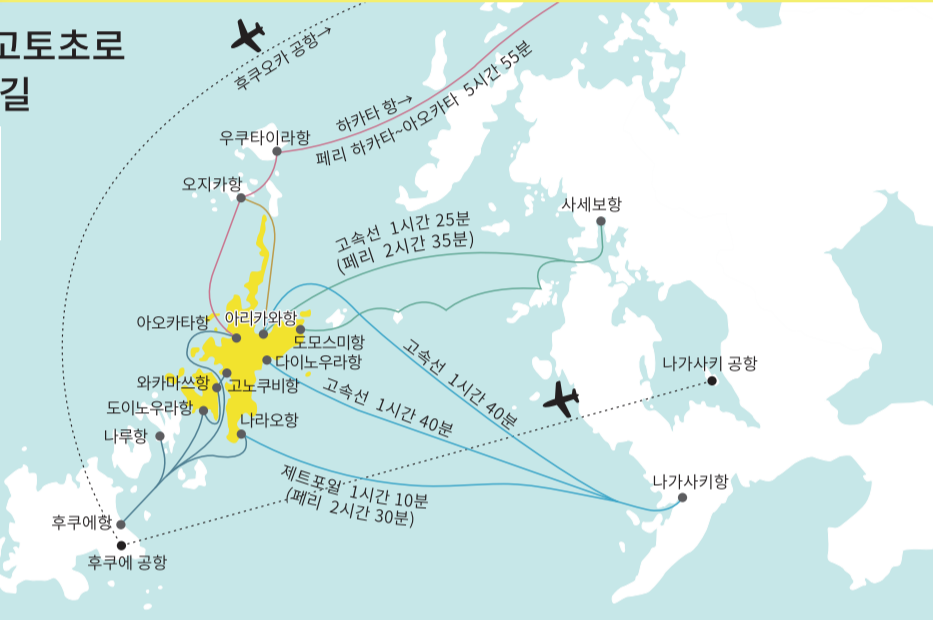 고토초로
길
후쿠오카 공항→
하카타 항→
페리 하카타~아오카타 5시간 55분
우쿠타이라항
오지카항
사세보항
고속선 1시간 25분
(페리 2시간 35분)
아오카타항
아리카와항
도모스미항
다이노우라항
고속선 1시간 40분
나가사키 공항
와카마쓰항
고노쿠비항
고속선 1시간 40분
도이노우라항
나라오항
나루항
제트포일 1시간 10분
(페리 2시간 30분)
나가사키항
후쿠에항
후쿠에 공항